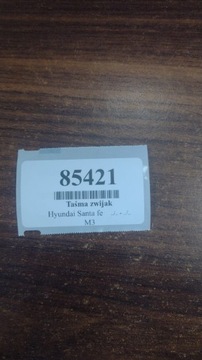 85421
Taśma zwijak
Hyundai Santa fe
M3